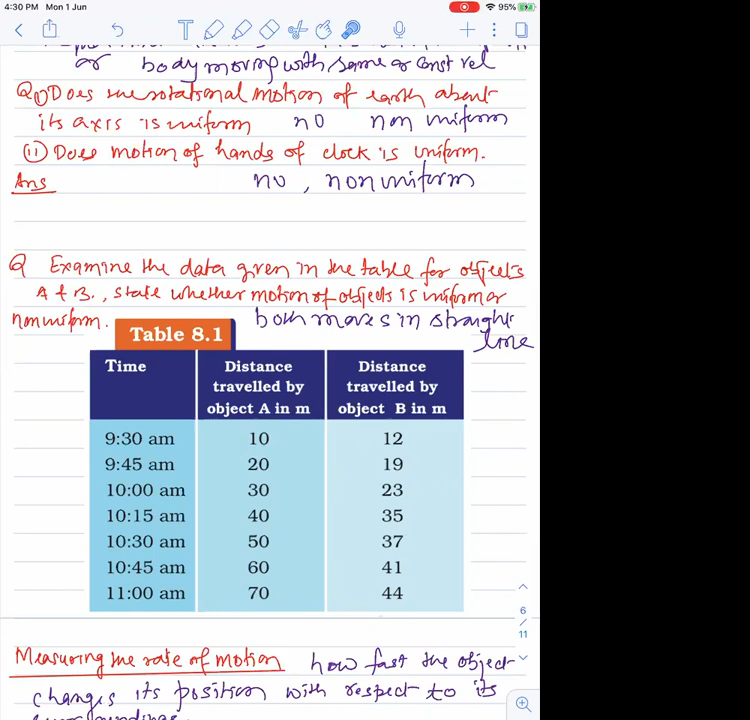 4:30 PM Mon 1 Jun
95%
or body moving with same or const vel
Q (i) Does the rotational motion of earth about
its axis is uniform no non uniform
(ii) Does motion of hands of clock is uniform.
Ans no, nonuniform
Q Examine the data given in the table for objects
A & B., state whether motion of objects is uniform or
nonuniform. both moves in straight
line
Table 8.1
Time Distance travelled by object A in m Distance travelled by object B in m
9:30 am 10 12
9:45 am 20 19
10:00 am 30 23
10:15 am 40 35
10:30 am 50 37
10:45 am 60 41
11:00 am 70 44
6
/
11
Measuring the rate of motion how fast the object
changes its position with respect to its